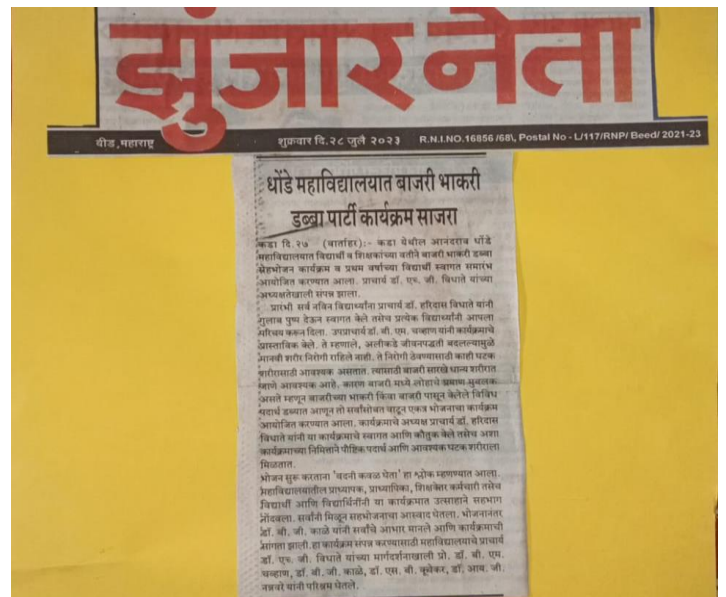 झुंजार नेता
बीड,महाराष्ट्र शुक्रवार दि.२८ जुलै २०२३ R.N.I.NO.16856 /68\, Postal No - L/117/RNP/ Beed/ 2021-23
धोंडे महाविद्यालयात बाजरी भाकरी
डब्बा पार्टी कार्यक्रम साजरा
कडा दि.२७ (वार्ताहर):- कडा येथील आनंदराव धोंडे
महाविद्यालयात विद्यार्थी व शिक्षकांच्या वतीने बाजरी भाकरी डब्बा
स्नेहभोजन कार्यक्रम व प्रथम वर्षाच्या विद्यार्थी स्वागत समारंभ
आयोजित करण्यात आला. प्राचार्य डॉ. एच. जी. विधाते यांच्या
अध्यक्षतेखाली संपन्न झाला.
प्रारंभी सर्व नविन विद्यार्थ्यांना प्राचार्य डॉ. हरिदास विधाते यांनी
गुलाब पुष्प देऊन स्वागत केले तसेच प्रत्येक विद्यार्थ्यांनी आपला
परिचय करून दिला. उपप्राचार्य डॉ. बी. एम. चव्हाण यांनी कार्यक्रमाचे
प्रास्ताविक केले. ते म्हणाले, अलीकडे जीवनपद्धती बदलल्यामुळे
मानवी शरीर निरोगी राहिले नाही. ते निरोगी ठेवण्यासाठी काही घटक
शरीरासाठी आवश्यक असतात. त्यासाठी बाजरी सारखे धान्य शरीरात
जाणे आवश्यक आहे. कारण बाजरी मध्ये लोहाचे प्रमाण मुबलक
असते म्हणून बाजरीच्या भाकरी किंवा बाजरी पासून केलेले विविध
पदार्थ डब्यात आणून तो सर्वांसोबत वाटून एकत्र भोजनाचा कार्यक्रम
आयोजित करण्यात आला. कार्यक्रमाचे अध्यक्ष प्राचार्य डॉ. हरिदास
विधाते यांनी या कार्यक्रमाचे स्वागत आणि कौतुक केले तसेच अशा
कार्यक्रमाच्या निमित्ताने पौष्टिक पदार्थ आणि आवश्यक घटक शरीराला
मिळतात.
भोजन सुरू करताना 'वदनी कवळ घेता' हा श्लोक म्हणण्यात आला.
महाविद्यालयातील प्राध्यापक, प्राध्यापिका, शिक्षकेतर कर्मचारी तसेच
विद्यार्थी आणि विद्यार्थिनींनी या कार्यक्रमात उत्साहाने सहभाग
नोंदवला. सर्वांनी मिळून सहभोजनाचा आस्वाद घेतला. भोजनानंतर
डॉ. बी. जी. काळे यांनी सर्वांचे आभार मानले आणि कार्यक्रमाची
सांगता झाली. हा कार्यक्रम संपन्न करण्यासाठी महाविद्यालयाचे प्राचार्य
डॉ. एच. जी. विधाते यांच्या मार्गदर्शनाखाली प्रो. डॉ. बी. एम.
चव्हाण, डॉ. बी. जी. काळे, डॉ. एस. बी. कुचेकर, डॉ. आय. जी.
नन्नवरे यांनी परिश्रम घेतले.